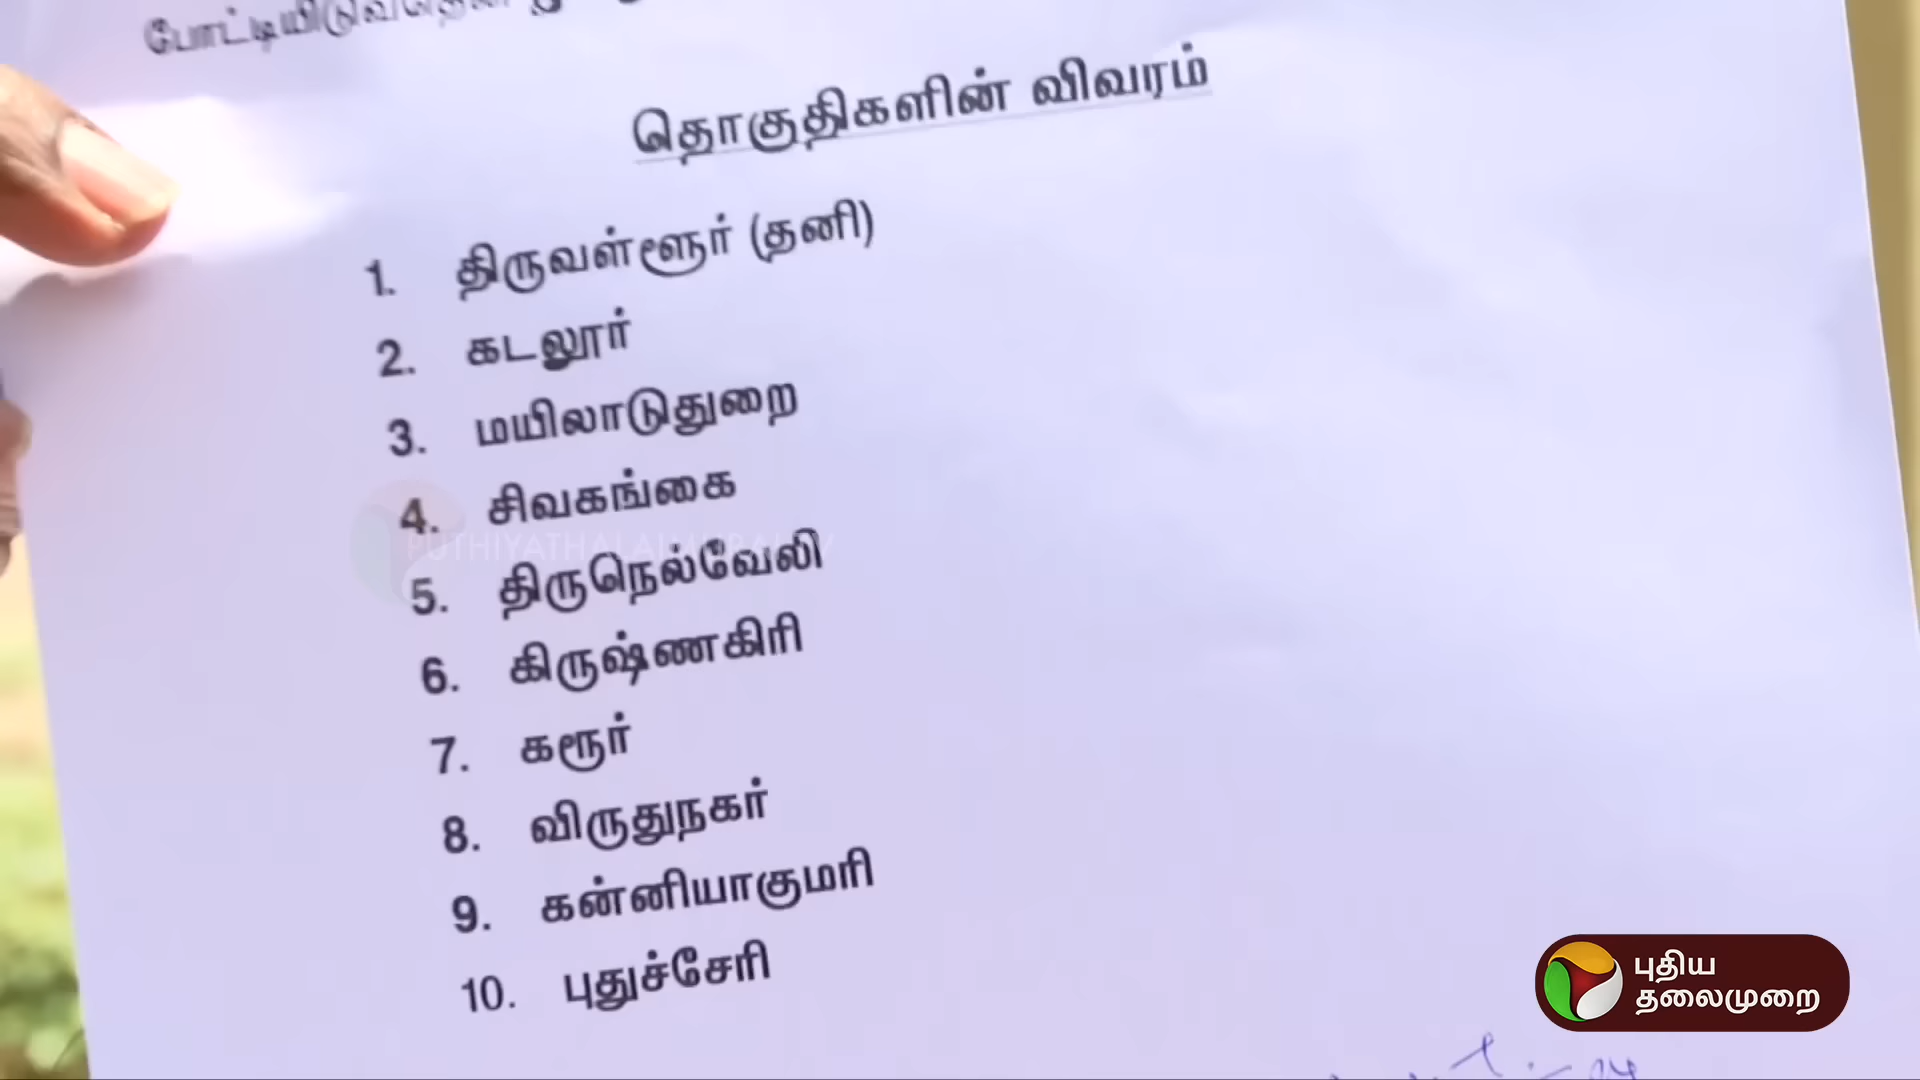 தொகுதிகளின் விவரம்
1. திருவள்ளூர் (தனி)
2. கடலூர்
3. மயிலாடுதுறை
4. சிவகங்கை
5. திருநெல்வேலி
6. கிருஷ்ணகிரி
7. கரூர்
8. விருதுநகர்
9. கன்னியாகுமரி
10. புதுச்சேரி
புதிய
தலைமுறை